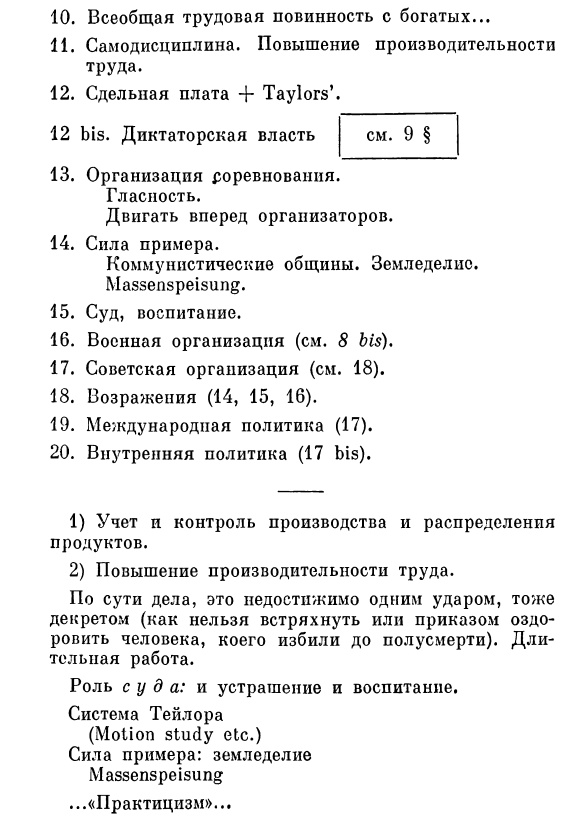 10. Всеобщая трудовая повинность с богатых...
11. Самодисциплина. Повышение производительности
труда.
12. Сдельная плата + Taylors'.
12 bis. Диктаторская власть см. 9 §
13. Организация соревнования.
Гласность.
Двигать вперед организаторов.
14. Сила примера.
Коммунистические общины. Земледелие.
Massenspeisung.
15. Суд, воспитание.
16. Военная организация (см. 8 bis).
17. Советская организация (см. 18).
18. Возражения (14, 15, 16).
19. Международная политика (17).
20. Внутренняя политика (17 bis).
1) Учет и контроль производства и распределения
продуктов.
2) Повышение производительности труда.
По сути дела, это недостижимо одним ударом, тоже
декретом (как нельзя встряхнуть или приказом оздо-
ровить человека, коего избили до полусмерти). Дли-
тельная работа.
Роль суда: и устрашение и воспитание.
Система Тейлора
(Motion study etc.)
Сила примера: земледелие
Massenspeisung
...«Практицизм»...